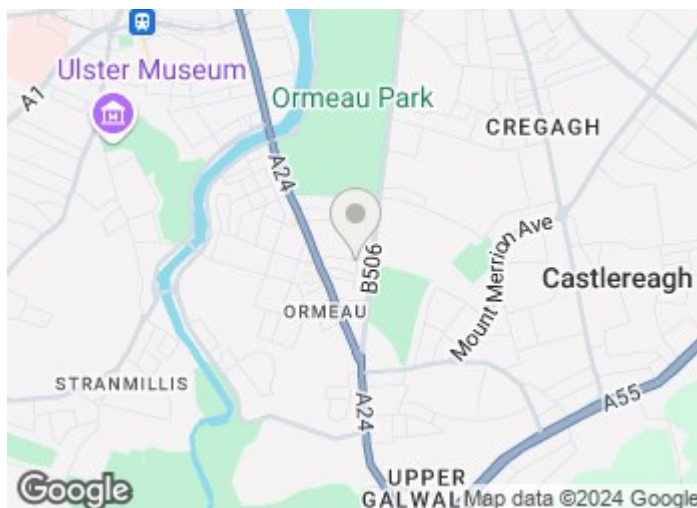 A1
Ulster Museum
Ormeau Park
CREGAGH
A24
B506
Mount Merrion Ave
Castlereagh
ORMEAU
STRANMILLIS
A24
A55
UPPER
GALWAL
Google
Map data ©2024 Google